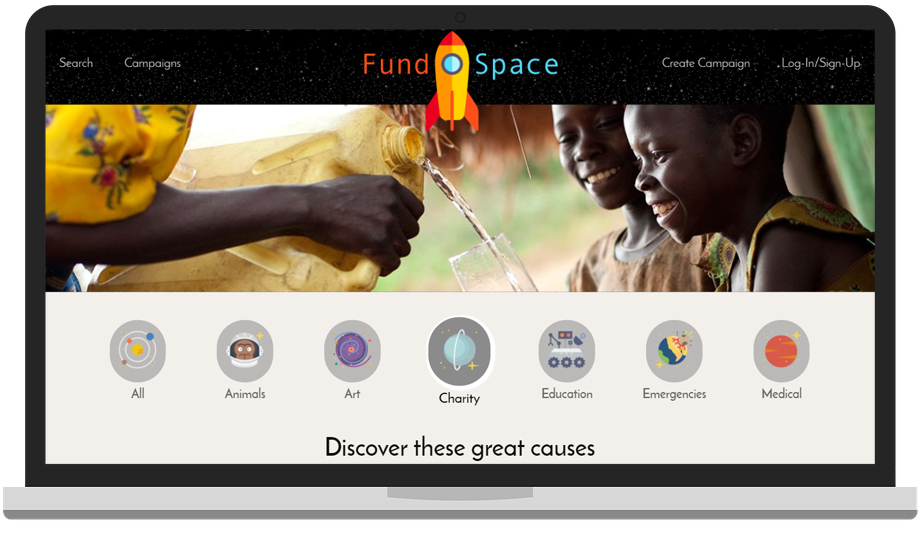 Search
Campaigns
Fund Space
Create Campaign
Log-In/Sign-Up
All
Animals
Art
Charity
Education
Emergencies
Medical
Discover these great causes